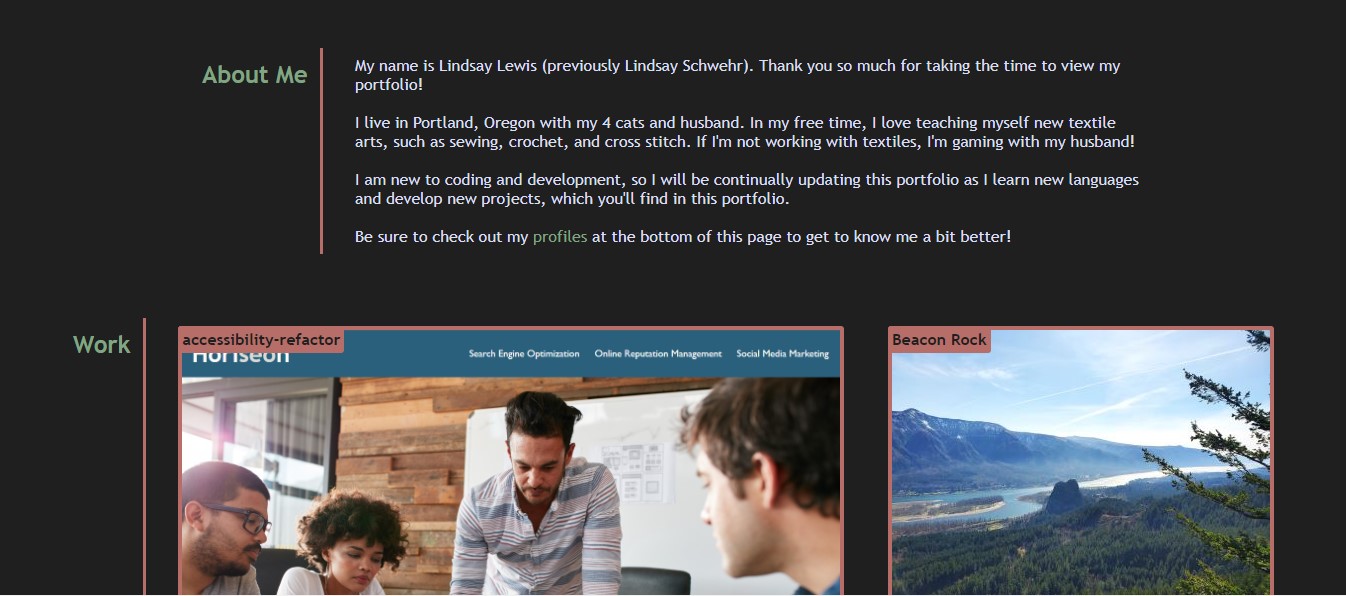 About Me
My name is Lindsay Lewis (previously Lindsay Schwehr). Thank you so much for taking the time to view my
portfolio!
I live in Portland, Oregon with my 4 cats and husband. In my free time, I love teaching myself new textile
arts, such as sewing, crochet, and cross stitch. If I'm not working with textiles, I'm gaming with my husband!
I am new to coding and development, so I will be continually updating this portfolio as I learn new languages
and develop new projects, which you'll find in this portfolio.
Be sure to check out my profiles at the bottom of this page to get to know me a bit better!
Work
accessibility-refactor
Horiseon
Search Engine Optimization Online Reputation Management Social Media Marketing
Beacon Rock